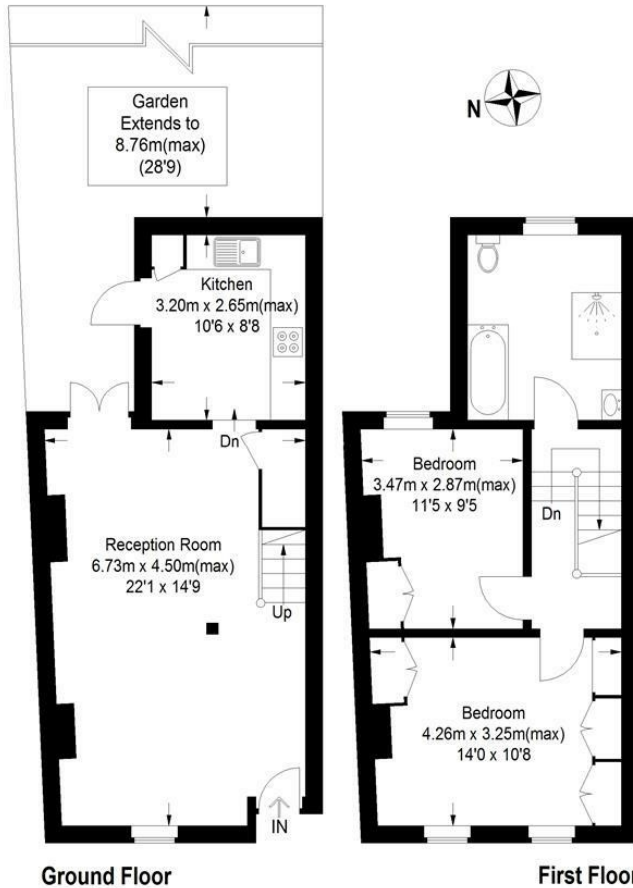 Garden
Extends to
8.76m(max)
(28'9)
N
Kitchen
3.20m x 2.65m(max)
10'6 x 8'8
Dn
Reception Room
6.73m x 4.50m(max)
22'1 x 14'9
Up
IN
Ground Floor
Bedroom
3.47m x 2.87m(max)
11'5 x 9'5
Dn
Bedroom
4.26m x 3.25m(max)
14'0 x 10'8
First Floor